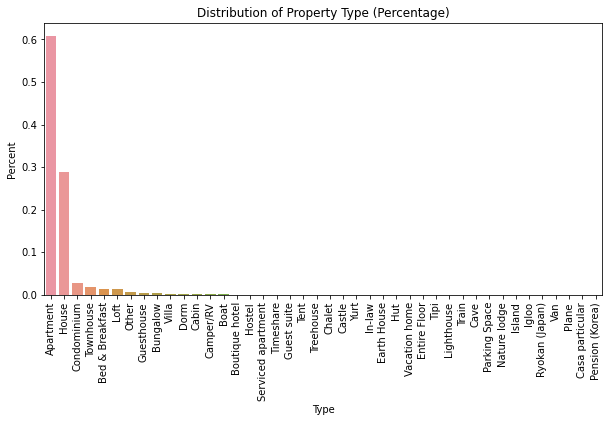 Distribution of Property Type (Percentage)
Percent
0.6
0.5
0.4
0.3
0.2
0.1
0.0
Apartment
House
Condominium
Townhouse
Bed & Breakfast
Loft
Other
Guesthouse
Bungalow
Villa
Dorm
Cabin
Camper/RV
Boat
Boutique hotel
Hostel
Serviced apartment
Timeshare
Guest suite
Tent
Treehouse
Chalet
Castle
Yurt
In-law
Earth House
Hut
Vacation home
Entire Floor
Tipi
Lighthouse
Train
Cave
Parking Space
Nature lodge
Island
Igloo
Ryokan (Japan)
Van
Plane
Casa particular
Pension (Korea)
Type